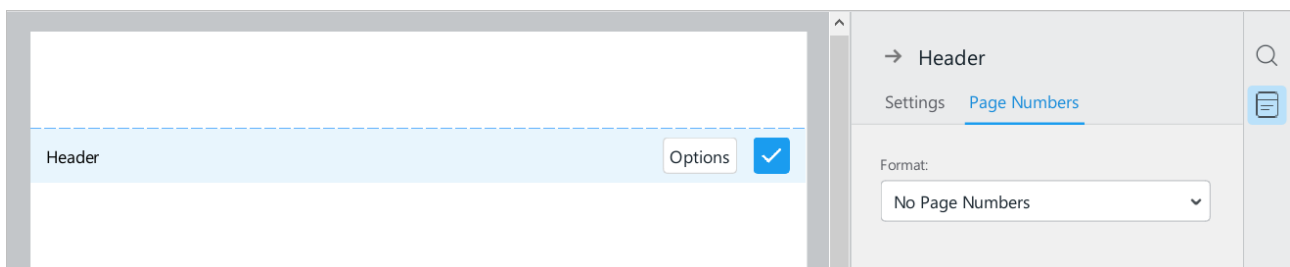 Header
Options
Header
Settings Page Numbers
Format:
No Page Numbers